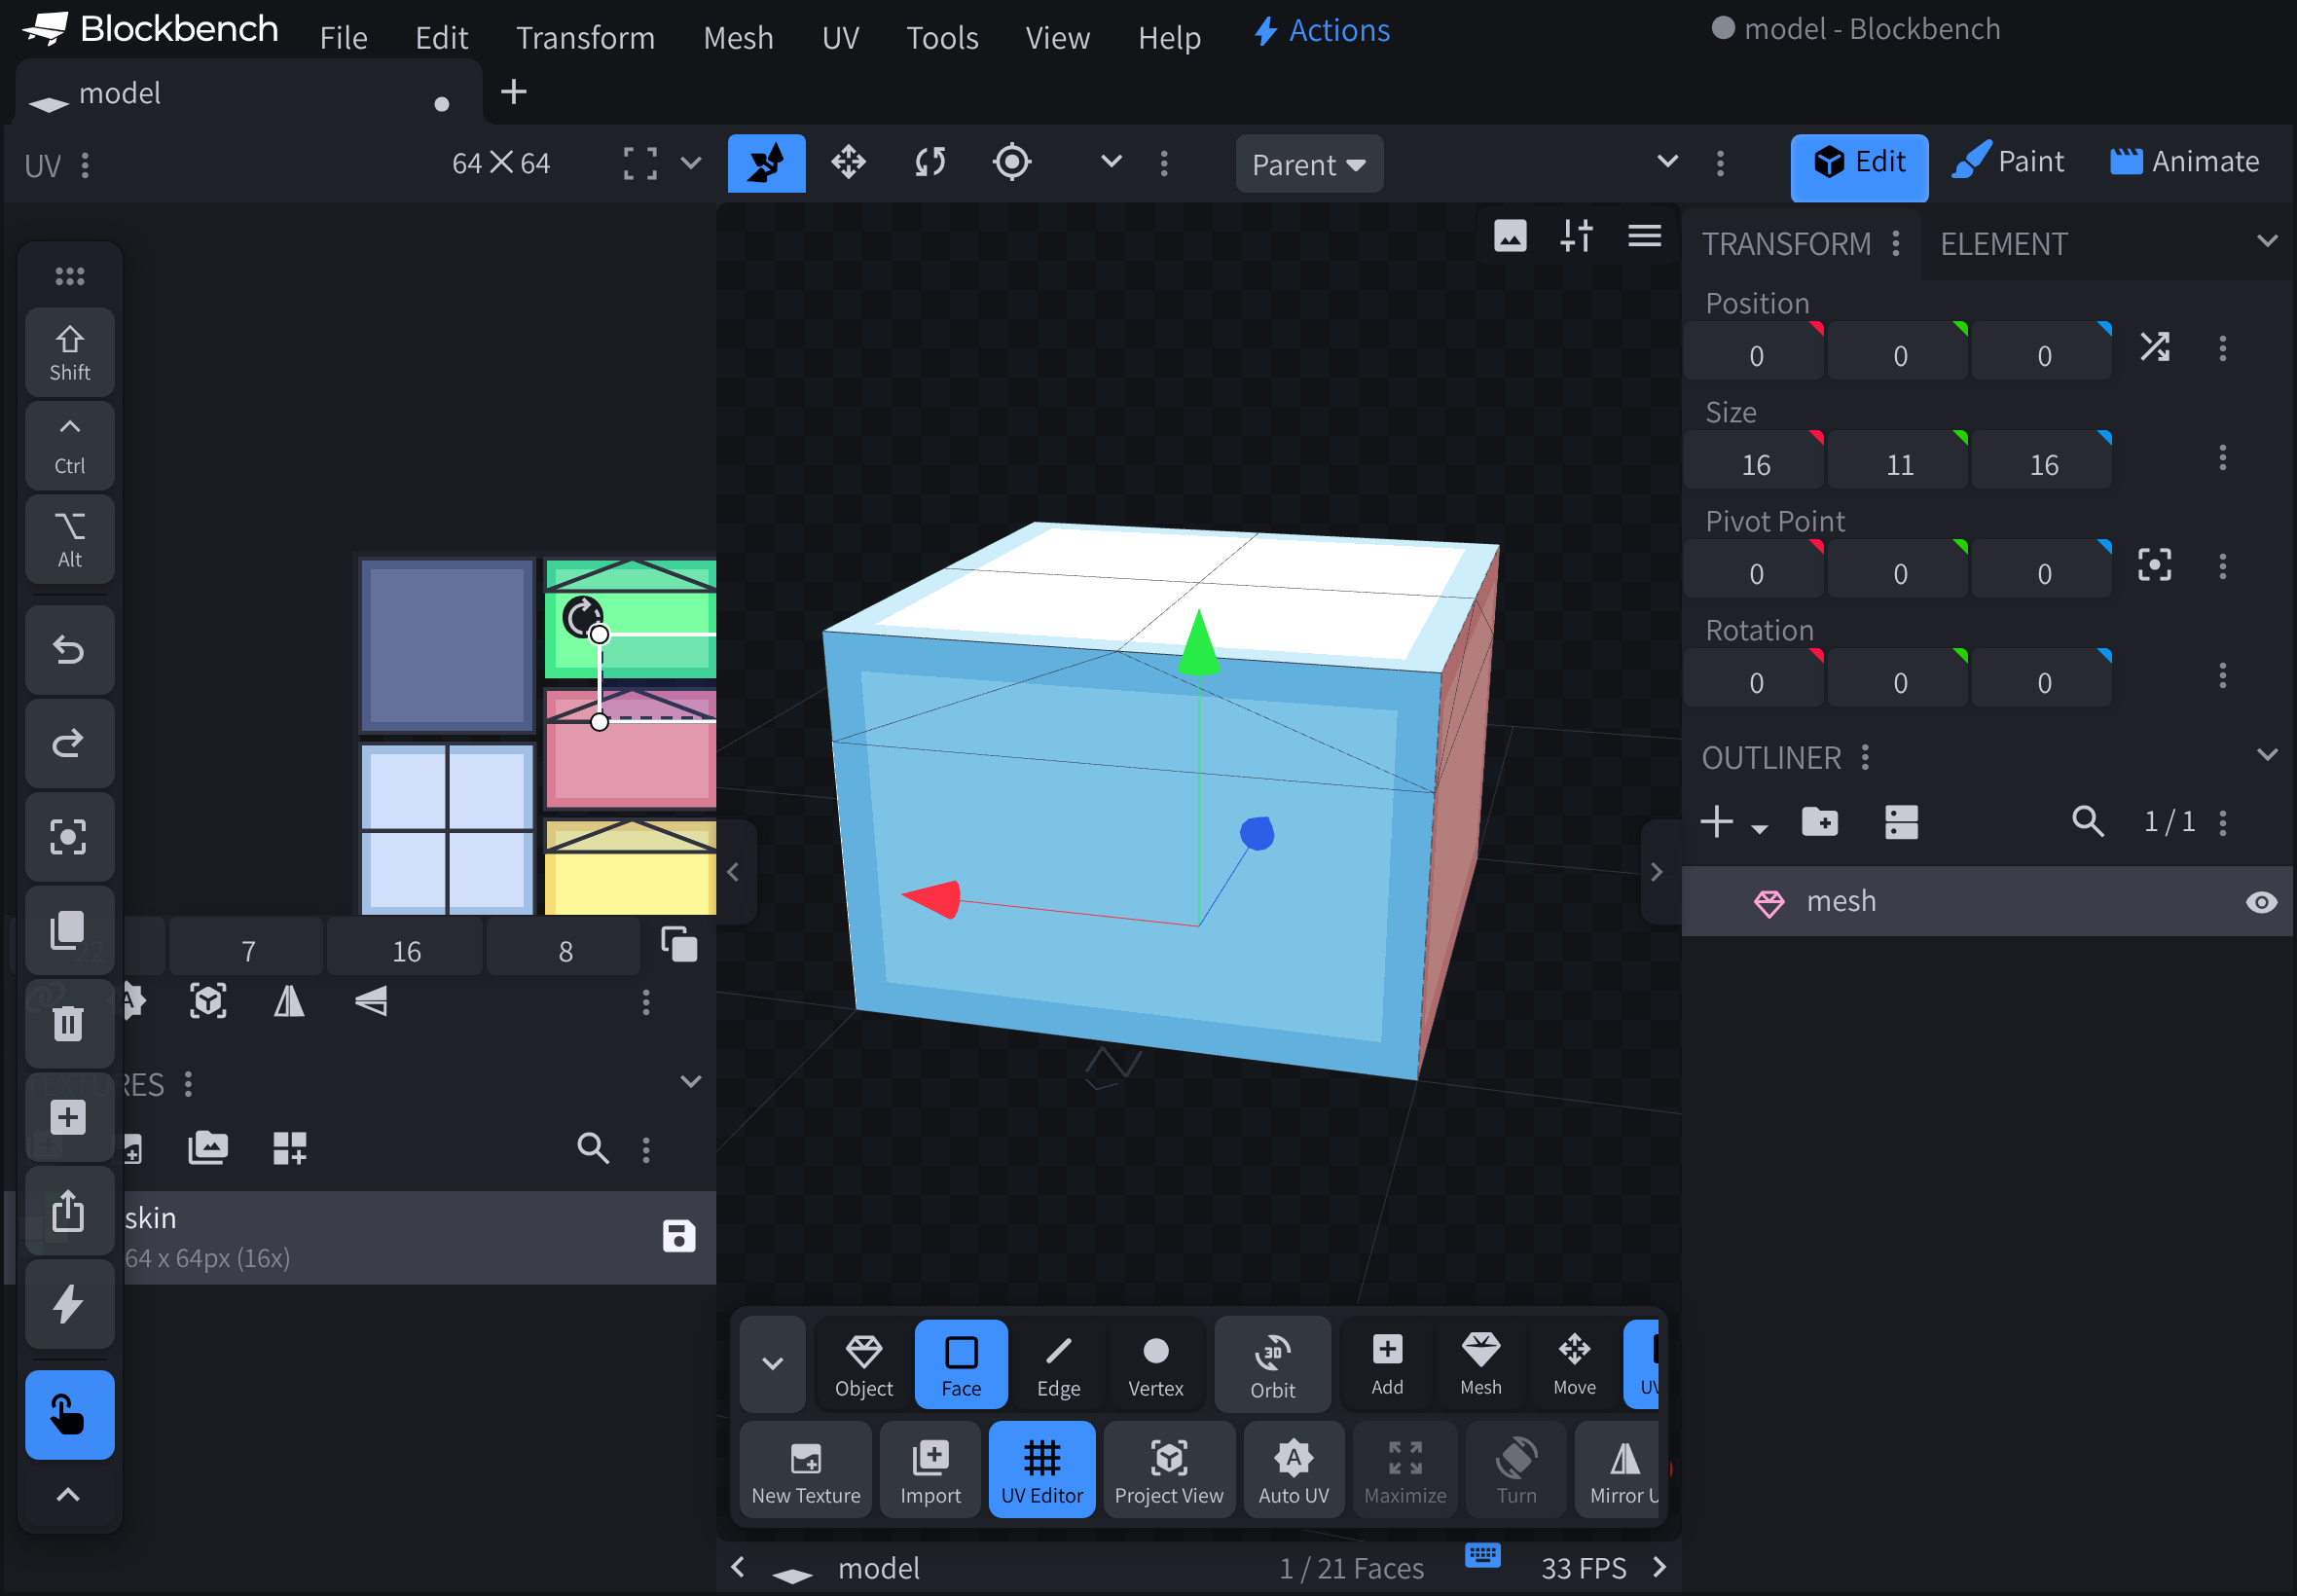 Blockbench File Edit Transform Mesh UV Tools View Help Actions model - Blockbench
model
UV 64×64 Parent Edit Paint Animate
TRANSFORM ELEMENT
Position
0 0 0
Size
16 11 16
Pivot Point
0 0 0
Rotation
0 0 0
OUTLINER
1 / 1
mesh
Shift
Ctrl
Alt
22 7 16 8
RES
skin
64 x 64px (16x)
Object Face Edge Vertex Orbit Add Mesh Move UV
New Texture Import UV Editor Project View Auto UV Maximize Turn Mirror U
model 1 / 21 Faces 33 FPS